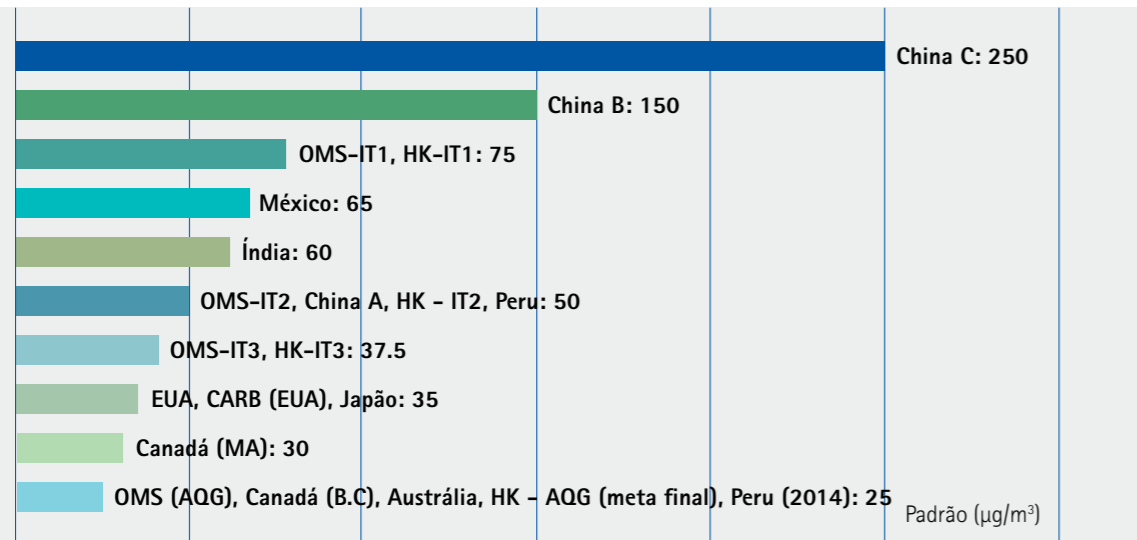 China C: 250
China B: 150
OMS-IT1, HK-IT1: 75
México: 65
Índia: 60
OMS-IT2, China A, HK - IT2, Peru: 50
OMS-IT3, HK-IT3: 37.5
EUA, CARB (EUA), Japão: 35
Canadá (MA): 30
OMS (AQG), Canadá (B.C), Austrália, HK - AQG (meta final), Peru (2014): 25
Padrão (µg/m³)